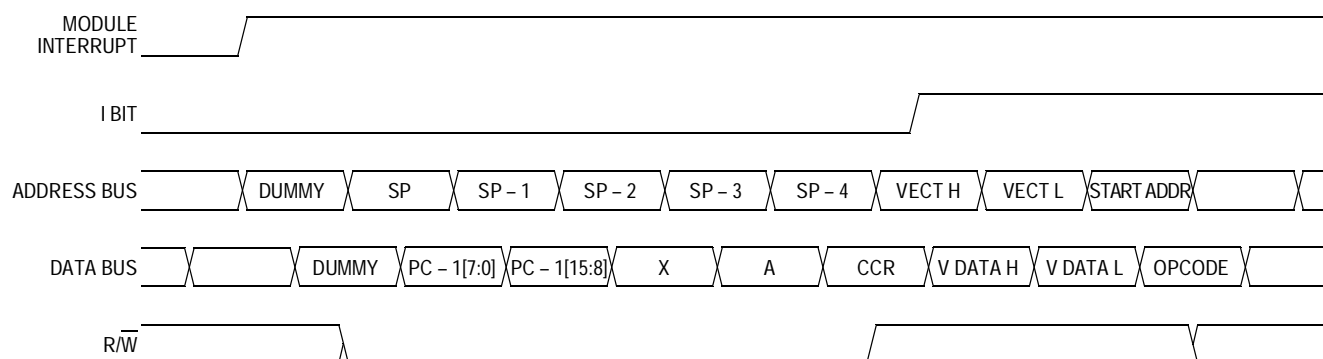 MODULE
INTERRUPT
I BIT
ADDRESS BUS DUMMY SP SP – 1 SP – 2 SP – 3 SP – 4 VECT H VECT L START ADDR
DATA BUS DUMMY PC – 1[7:0] PC – 1[15:8] X A CCR V DATA H V DATA L OPCODE
R/W̅